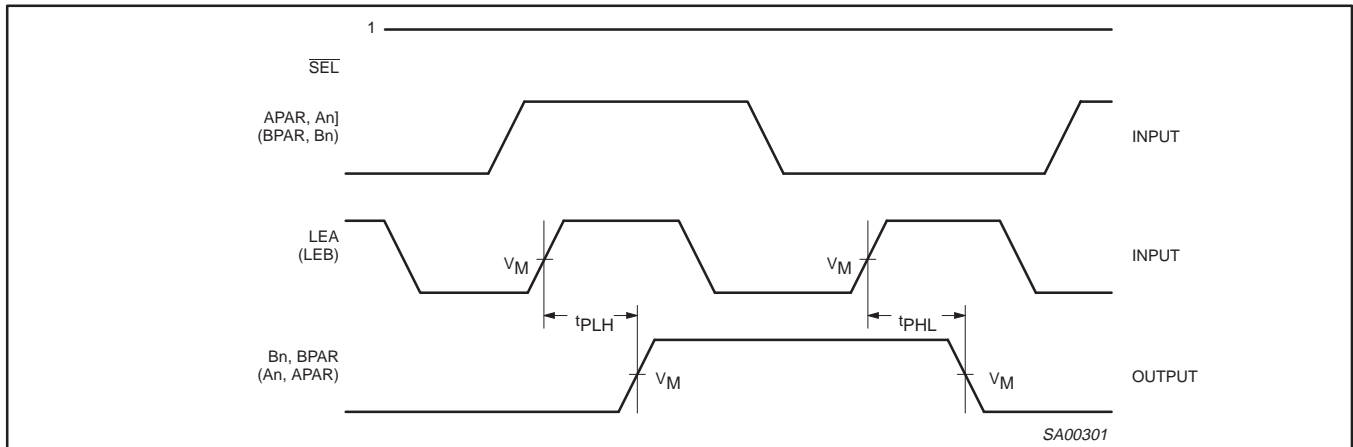 1
SEL
APAR, An]
(BPAR, Bn)
INPUT
LEA
(LEB)
VM
VM
INPUT
tPLH
tPHL
Bn, BPAR
(An, APAR)
VM
VM
OUTPUT
SA00301